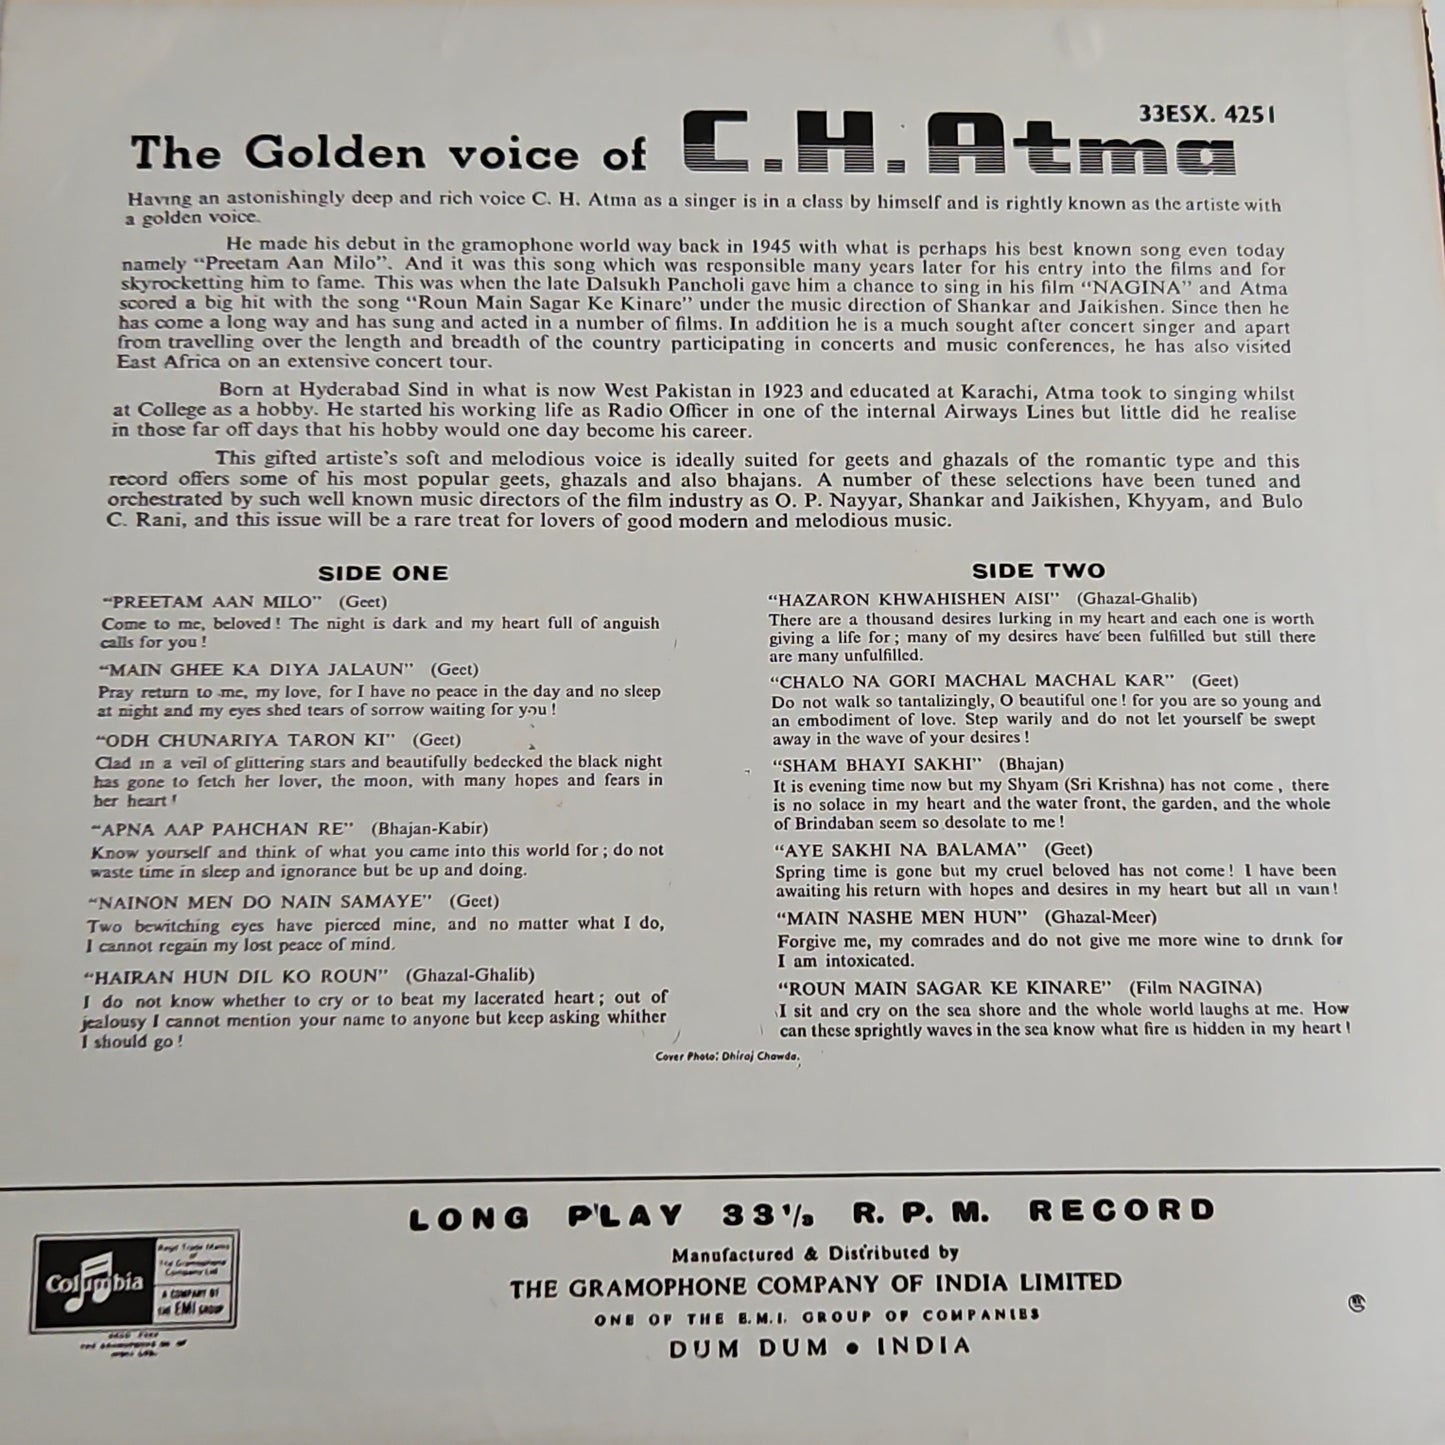 33ESX. 4251
The Golden voice of C.H. Atma
Having an astonishingly deep and rich voice C. H. Atma as a singer is in a class by himself and is rightly known as the artiste with
a golden voice.
He made his debut in the gramophone world way back in 1945 with what is perhaps his best known song even today
namely “Preetam Aan Milo”. And it was this song which was responsible many years later for his entry into the films and for
skyrocketting him to fame. This was when the late Dalsukh Pancholi gave him a chance to sing in his film “NAGINA” and Atma
scored a big hit with the song “Roun Main Sagar Ke Kinare” under the music direction of Shankar and Jaikishen. Since then he
has come a long way and has sung and acted in a number of films. In addition he is a much sought after concert singer and apart
from travelling over the length and breadth of the country participating in concerts and music conferences, he has also visited
East Africa on an extensive concert tour.
Born at Hyderabad Sind in what is now West Pakistan in 1923 and educated at Karachi, Atma took to singing whilst
at College as a hobby. He started his working life as Radio Officer in one of the internal Airways Lines but little did he realise
in those far off days that his hobby would one day become his career.
This gifted artiste’s soft and melodious voice is ideally suited for geets and ghazals of the romantic type and this
record offers some of his most popular geets, ghazals and also bhajans. A number of these selections have been tuned and
orchestrated by such well known music directors of the film industry as O. P. Nayyar, Shankar and Jaikishen, Khyyam, and Bulo
C. Rani, and this issue will be a rare treat for lovers of good modern and melodious music.
SIDE ONE
“PREETAM AAN MILO” (Geet)
Come to me, beloved! The night is dark and my heart full of anguish
calls for you!
“MAIN GHEE KA DIYA JALAUN” (Geet)
Pray return to me, my love, for I have no peace in the day and no sleep
at night and my eyes shed tears of sorrow waiting for you!
“ODH CHUNARIYA TARON KI” (Geet)
Clad in a veil of glittering stars and beautifully bedecked the black night
has gone to fetch her lover, the moon, with many hopes and fears in
her heart!
“APNA AAP PAHCHAN RE” (Bhajan-Kabir)
Know yourself and think of what you came into this world for; do not
waste time in sleep and ignorance but be up and doing.
“NAINON MEN DO NAIN SAMAYE” (Geet)
Two bewitching eyes have pierced mine, and no matter what I do,
I cannot regain my lost peace of mind.
“HAIRAN HUN DIL KO ROUN” (Ghazal-Ghalib)
I do not know whether to cry or to beat my lacerated heart; out of
jealousy I cannot mention your name to anyone but keep asking whither
I should go!
SIDE TWO
“HAZARON KHWAHISHEN AISI” (Ghazal-Ghalib)
There are a thousand desires lurking in my heart and each one is worth
giving a life for; many of my desires have been fulfilled but still there
are many unfulfilled.
“CHALO NA GORI MACHAL MACHAL KAR” (Geet)
Do not walk so tantalizingly, O beautiful one! for you are so young and
an embodiment of love. Step warily and do not let yourself be swept
away in the wave of your desires!
“SHAM BHAYI SAKHI” (Bhajan)
It is evening time now but my Shyam (Sri Krishna) has not come, there
is no solace in my heart and the water front, the garden, and the whole
of Brindaban seem so desolate to me!
“AYE SAKHI NA BALAMA” (Geet)
Spring time is gone but my cruel beloved has not come! I have been
awaiting his return with hopes and desires in my heart but all in vain!
“MAIN NASHE MEN HUN” (Ghazal-Meer)
Forgive me, my comrades and do not give me more wine to drink for
I am intoxicated.
“ROUN MAIN SAGAR KE KINARE” (Film NAGINA)
I sit and cry on the sea shore and the whole world laughs at me. How
can these sprightly waves in the sea know what fire is hidden in my heart!
Cover Photo: Dhiraj Chawda.
LONG PLAY 33⅓ R. P. M. RECORD
Manufactured & Distributed by
THE GRAMOPHONE COMPANY OF INDIA LIMITED
ONE OF THE E.M.I. GROUP OF COMPANIES
DUM DUM • INDIA
Columbia
Regd Trade Marks
of
The Gramophone
Company Ltd
A COMPANY OF
THE EMI GROUP